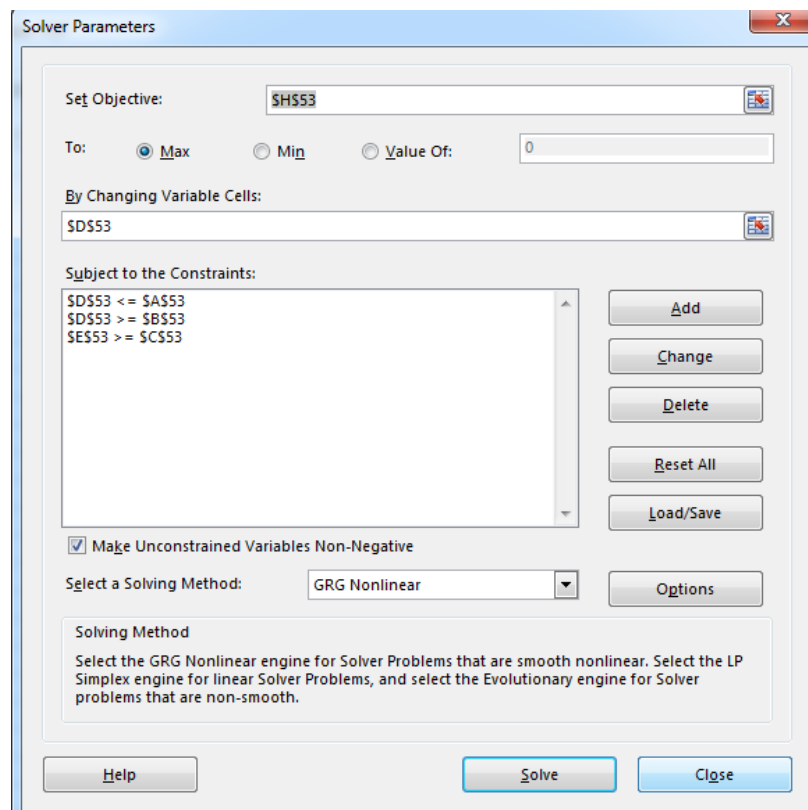 Solver Parameters
Set Objective: $H$53
To: Max Min Value Of: 0
By Changing Variable Cells:
$D$53
Subject to the Constraints:
$D$53 <= $A$53
$D$53 >= $B$53
$E$53 >= $C$53
Add
Change
Delete
Reset All
Load/Save
Make Unconstrained Variables Non-Negative
Select a Solving Method: GRG Nonlinear Options
Solving Method
Select the GRG Nonlinear engine for Solver Problems that are smooth nonlinear. Select the LP
Simplex engine for linear Solver Problems, and select the Evolutionary engine for Solver
problems that are non-smooth.
Help Solve Close